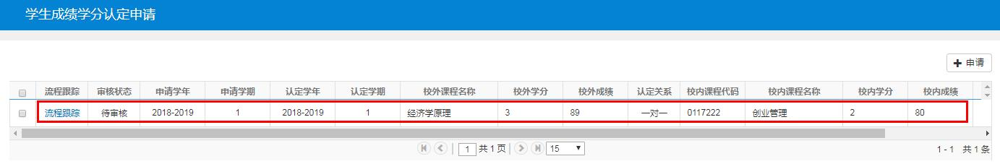 学生成绩学分认定申请
+ 申请
流程跟踪 审核状态 申请学年 申请学期 认定学年 认定学期 校外课程名称 校外学分 校外成绩 认定关系 校内课程代码 校内课程名称 校内学分 校内成绩
流程跟踪 待审核 2018-2019 1 2018-2019 1 经济学原理 3 89 一对一 0117222 创业管理 2 80
1 共 1 页 15 1 - 1 共 1 条